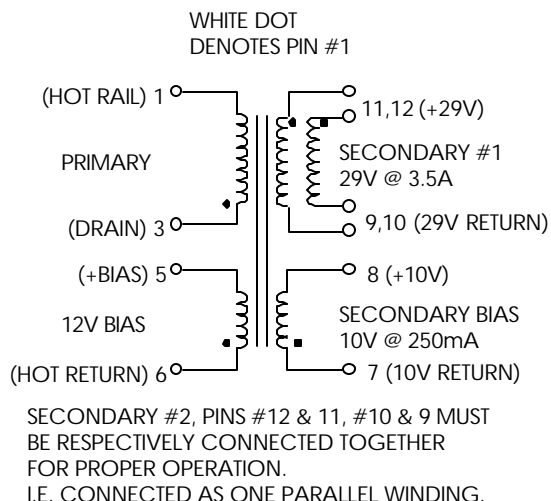 WHITE DOT
DENOTES PIN #1
(HOT RAIL) 1
11,12 (+29V)
PRIMARY
SECONDARY #1
29V @ 3.5A
(DRAIN) 3
9,10 (29V RETURN)
(+BIAS) 5
8 (+10V)
12V BIAS
SECONDARY BIAS
10V @ 250mA
(HOT RETURN) 6
7 (10V RETURN)
SECONDARY #2, PINS #12 & 11, #10 & 9 MUST
BE RESPECTIVELY CONNECTED TOGETHER
FOR PROPER OPERATION.
I.E. CONNECTED AS ONE PARALLEL WINDING.